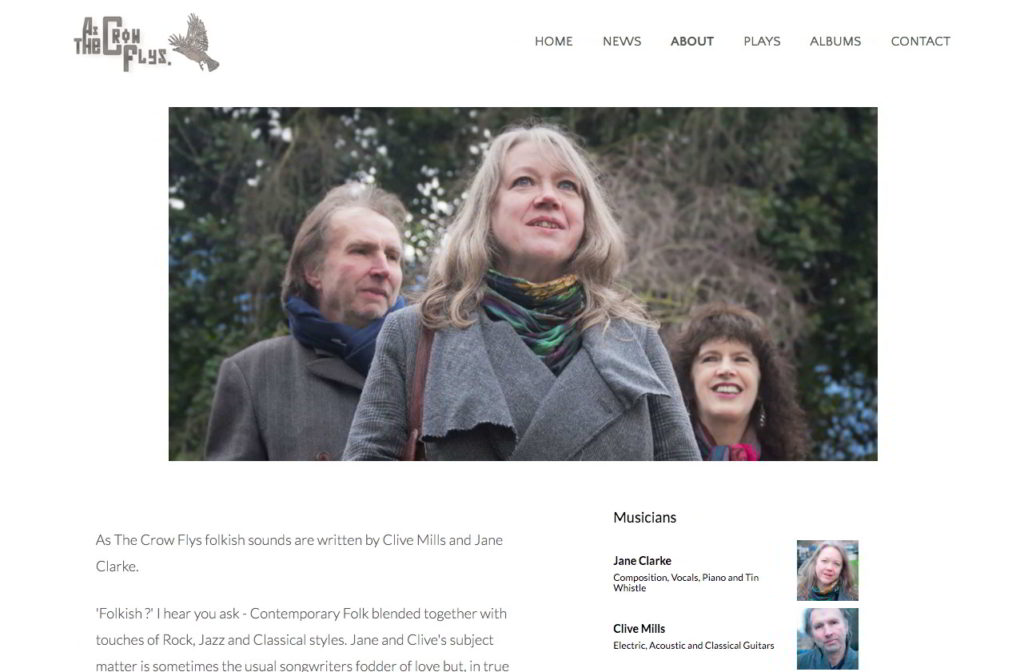 As The Crow Flys.
HOME NEWS ABOUT PLAYS ALBUMS CONTACT
As The Crow Flys folkish sounds are written by Clive Mills and Jane
Clarke.
'Folkish ?' I hear you ask - Contemporary Folk blended together with
touches of Rock, Jazz and Classical styles. Jane and Clive's subject
matter is sometimes the usual songwriters fodder of love but, in true
Musicians
Jane Clarke
Composition, Vocals, Piano and Tin
Whistle
Clive Mills
Electric, Acoustic and Classical Guitars